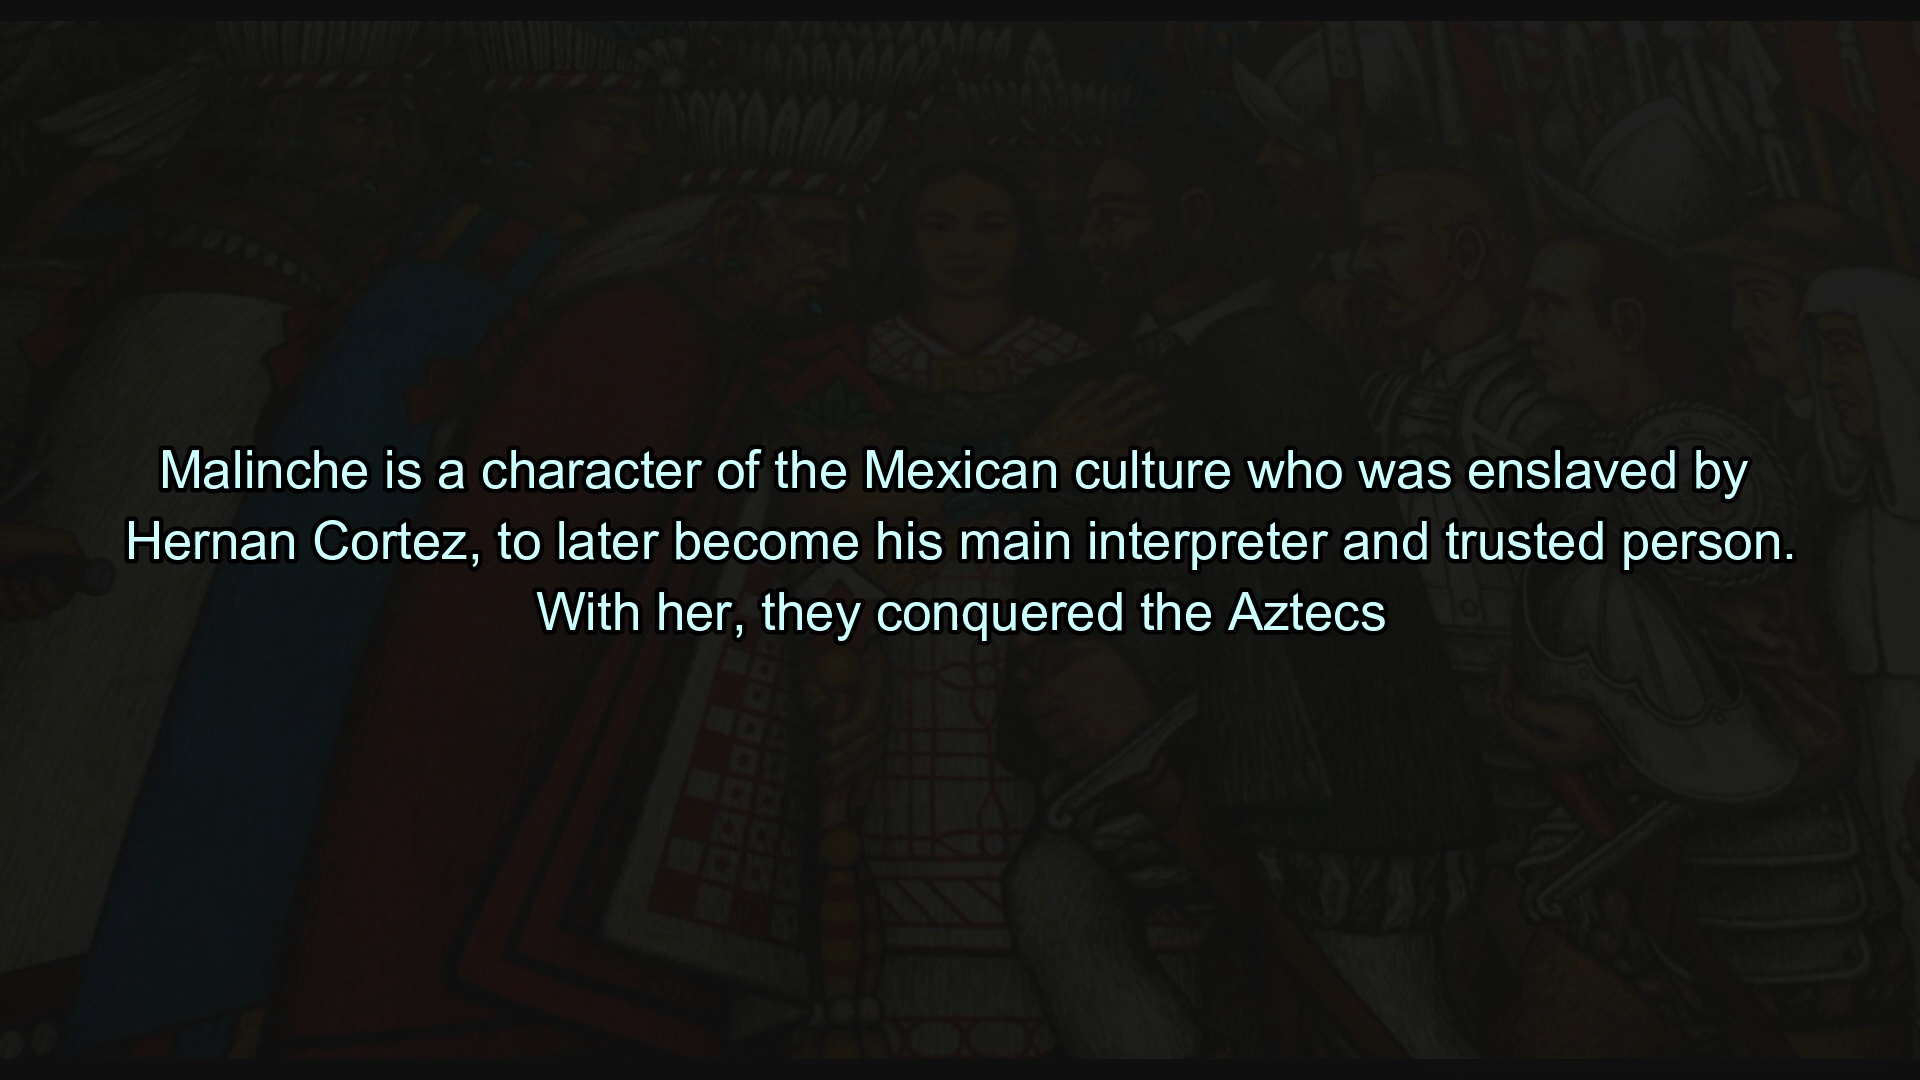 Malinche is a character of the Mexican culture who was enslaved by
Hernan Cortez, to later become his main interpreter and trusted person.
With her, they conquered the Aztecs